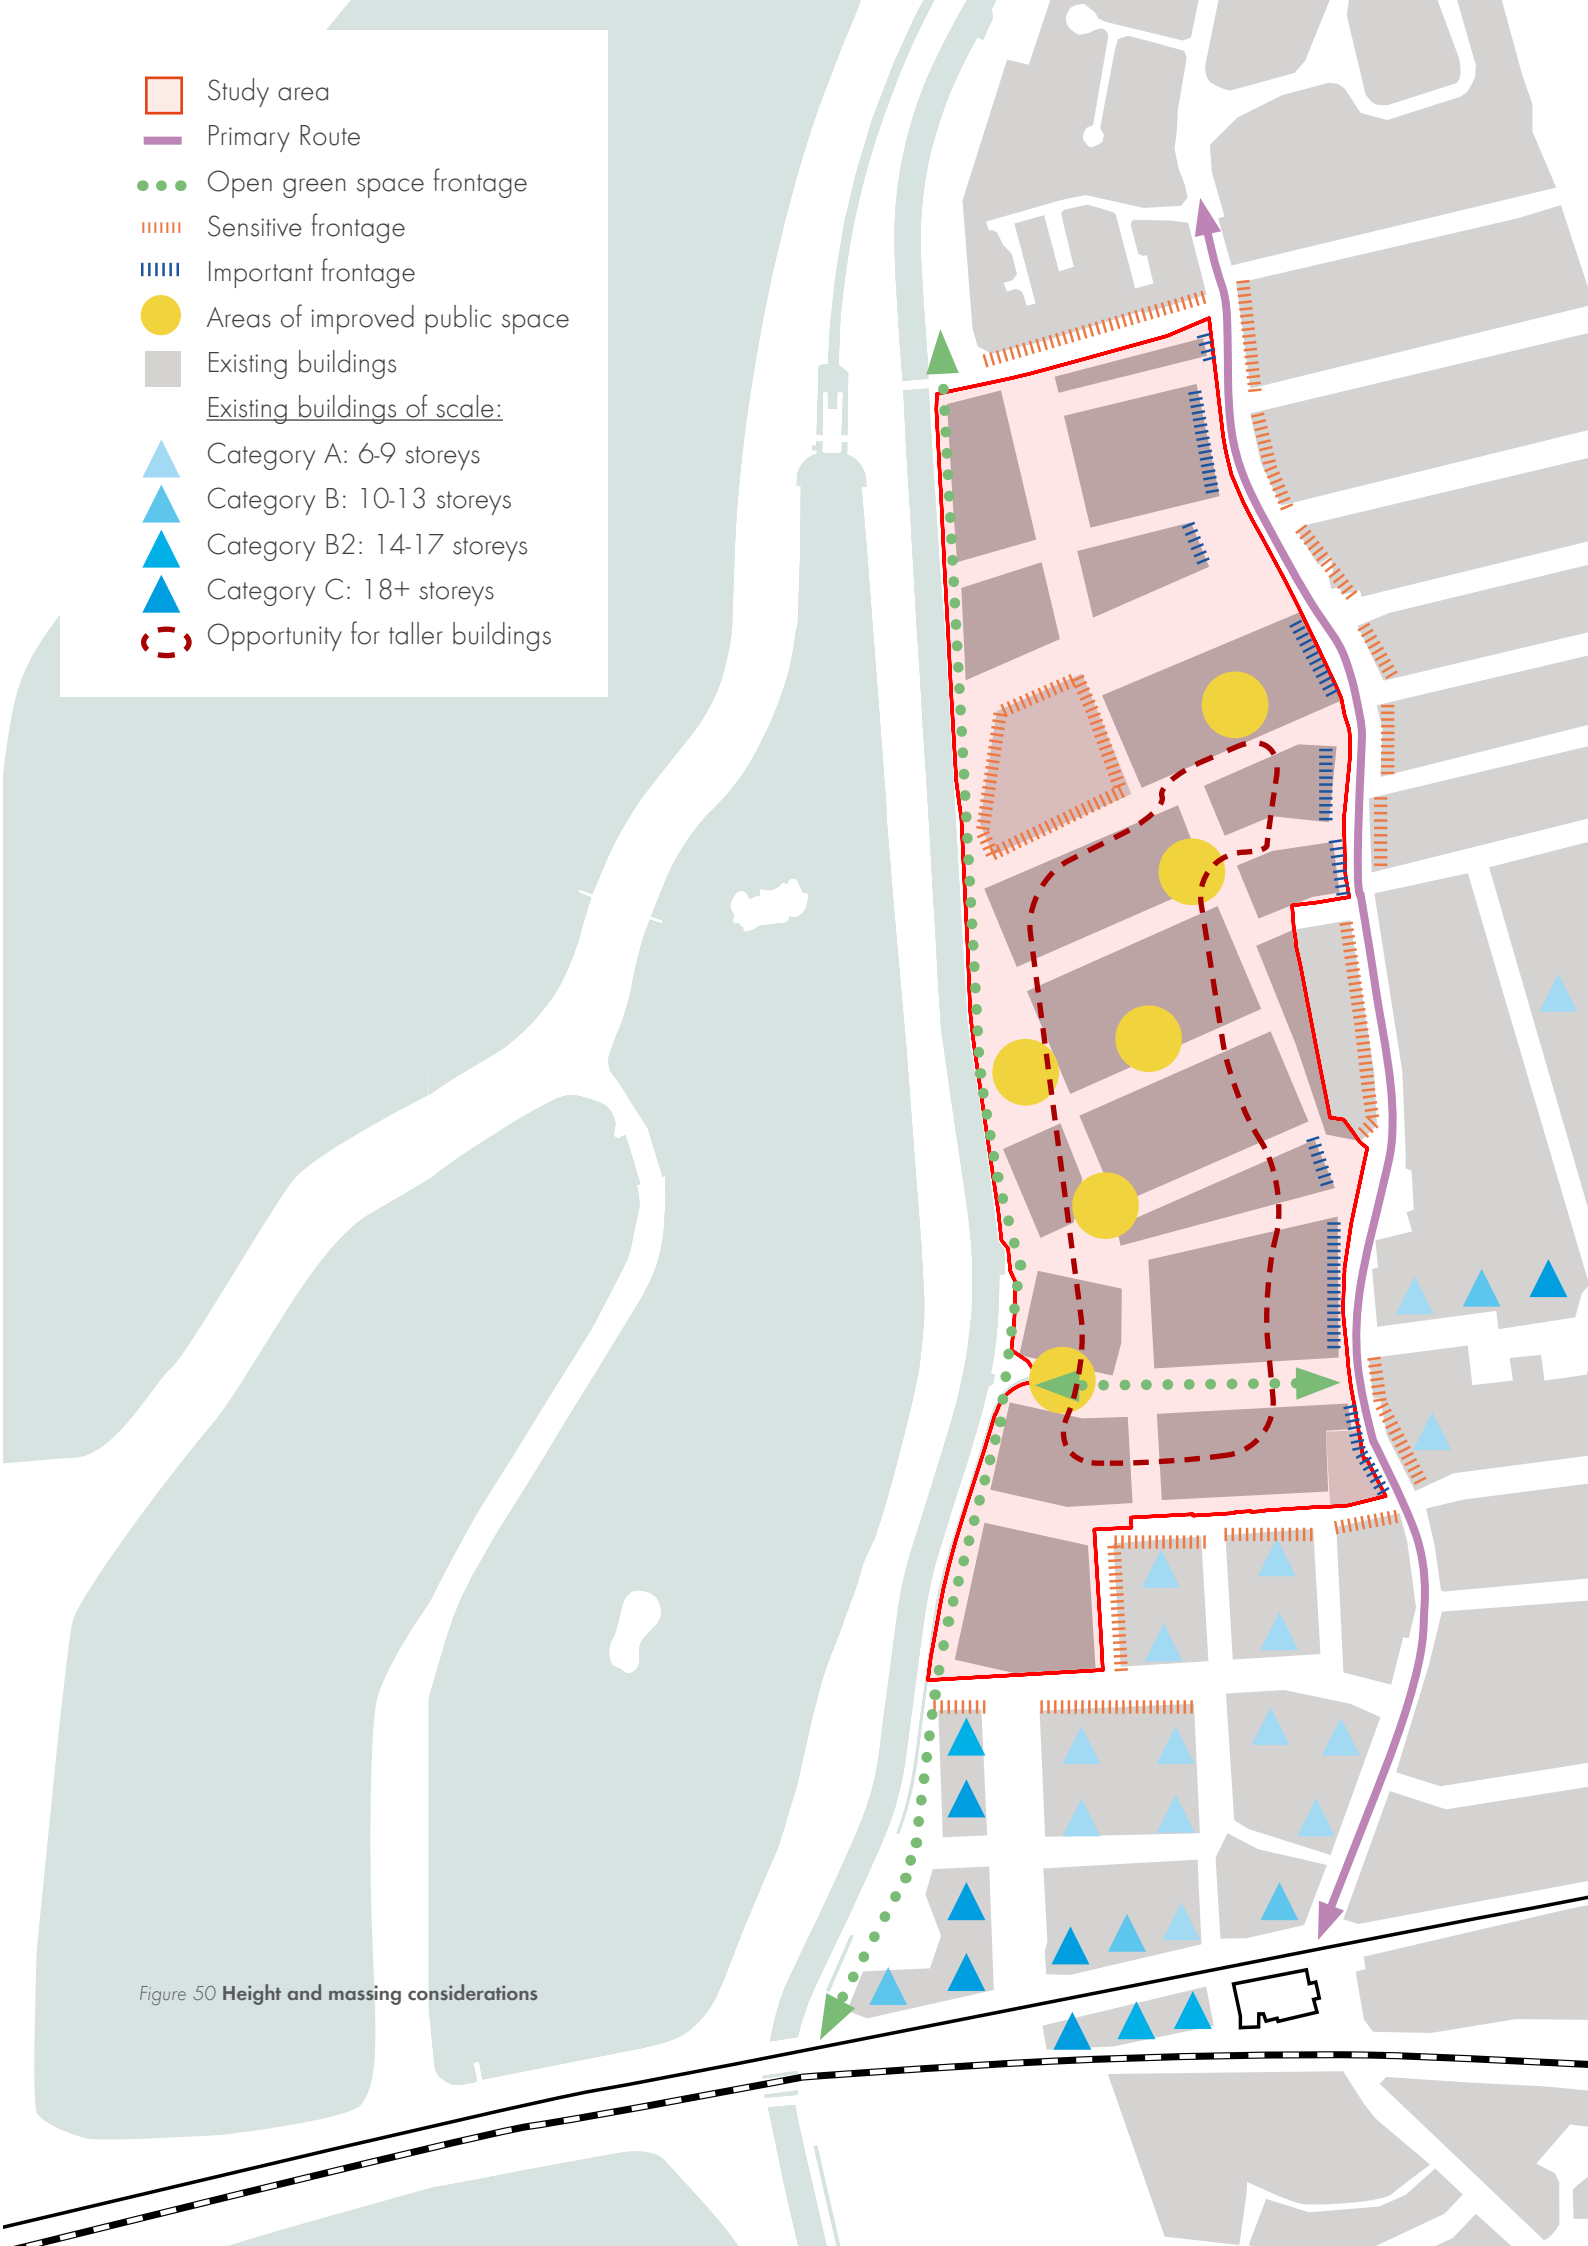 Study area
Primary Route
Open green space frontage
Sensitive frontage
Important frontage
Areas of improved public space
Existing buildings
Existing buildings of scale:
Category A: 6-9 storeys
Category B: 10-13 storeys
Category B2: 14-17 storeys
Category C: 18+ storeys
Opportunity for taller buildings
Figure 50 Height and massing considerations